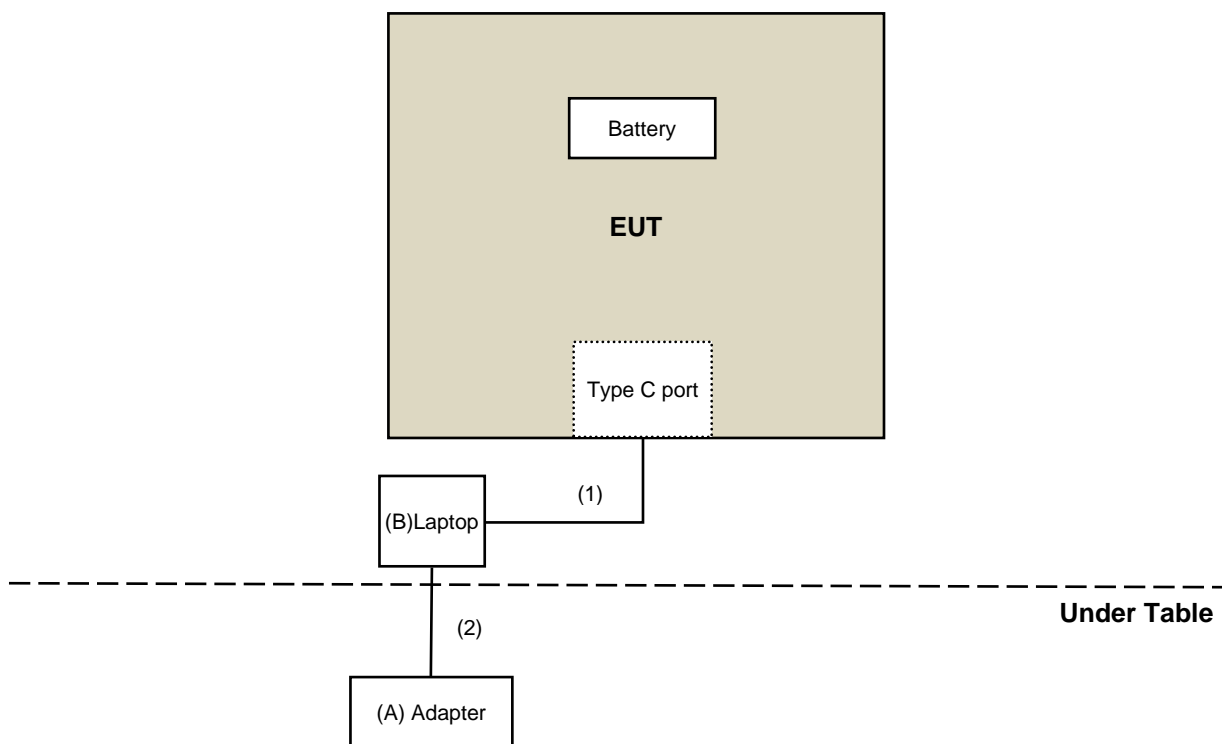 Battery
EUT
Type C port
(1)
(B)Laptop
Under Table
(2)
(A) Adapter